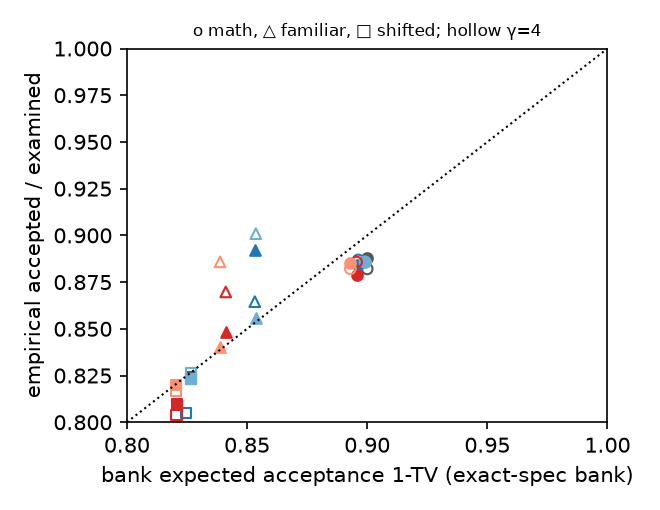 o math, △ familiar, □ shifted; hollow γ=4
1.000
0.975
0.950
0.925
0.900
0.875
0.850
0.825
0.800
empirical accepted / examined
0.80 0.85 0.90 0.95 1.00
bank expected acceptance 1-TV (exact-spec bank)